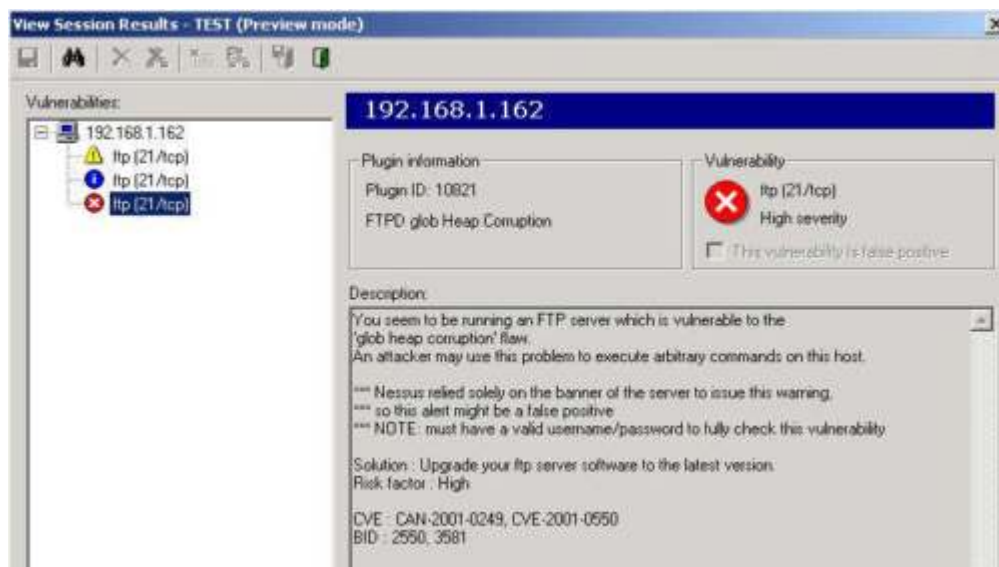 View Session Results - TEST (Preview mode)
Vulnerabilities:
192.168.1.162
ftp (21/tcp)
ftp (21/tcp)
ftp (21/tcp)
192.168.1.162
Plugin information
Plugin ID: 10821
FTPD glob Heap Corruption
Vulnerability
ftp (21/tcp)
High severity
This vulnerability is false positive
Description:
You seem to be running an FTP server which is vulnerable to the
'glob heap corruption' flaw.
An attacker may use this problem to execute arbitrary commands on this host.
*** Nessus relied solely on the banner of the server to issue this warning,
*** so this alert might be a false positive
*** NOTE: must have a valid username/password to fully check this vulnerability
Solution : Upgrade your ftp server software to the latest version.
Risk factor : High
CVE : CAN-2001-0249, CVE-2001-0550
BID : 2550, 3581